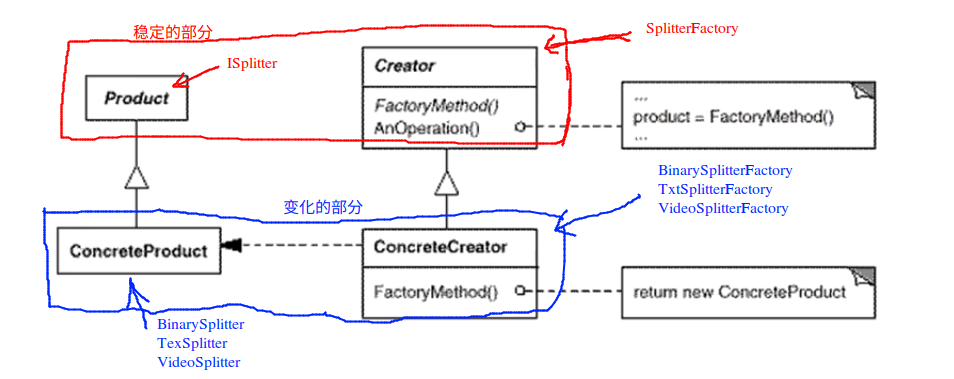 稳定的部分
SplitterFactory
ISplitter
Creator
Product
FactoryMethod()
AnOperation()
...
product = FactoryMethod()
...
BinarySplitterFactory
TxtSplitterFactory
VideoSplitterFactory
变化的部分
ConcreteProduct
ConcreteCreator
FactoryMethod()
return new ConcreteProduct
BinarySplitter
TexSplitter
VideoSplitter